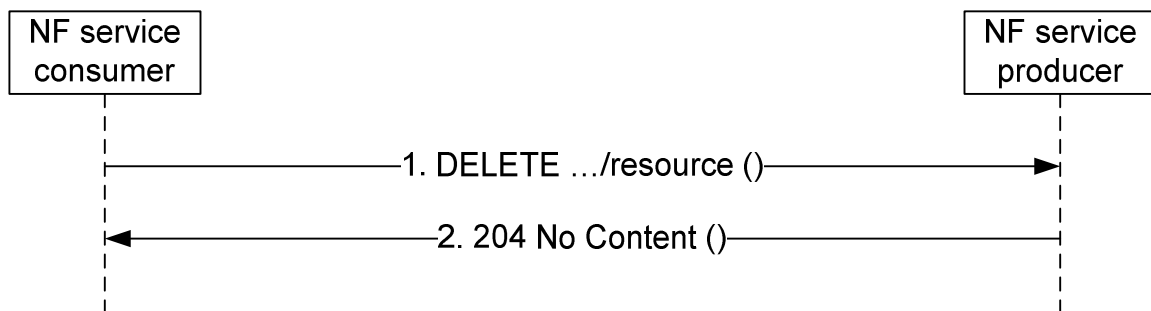 NF service
consumer
NF service
producer
1. DELETE …/resource ()
2. 204 No Content ()